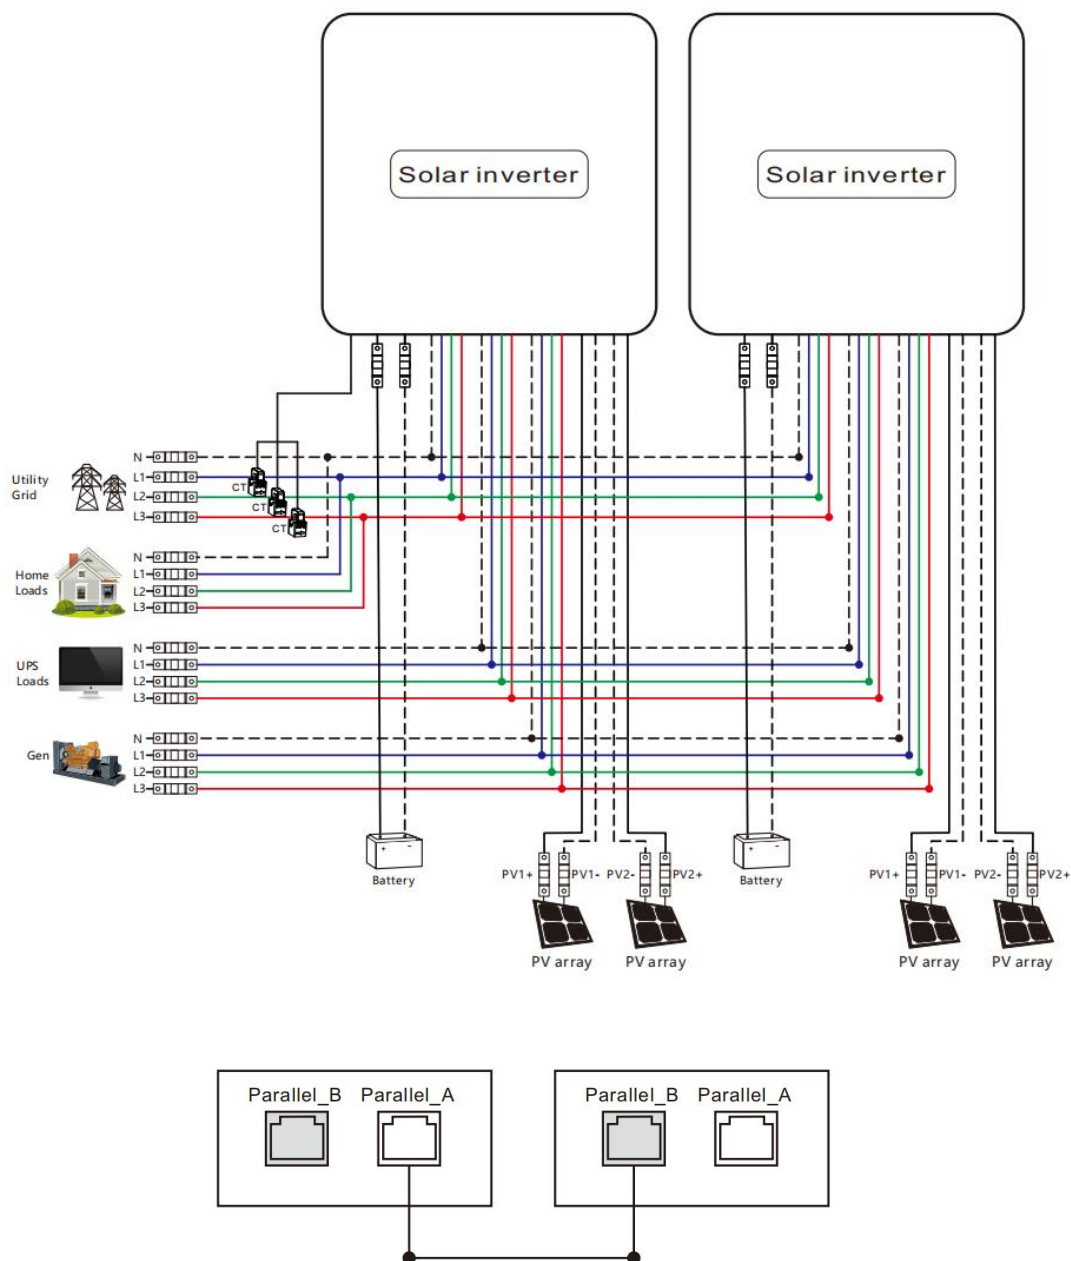 Solar inverter
Solar inverter
Utility
Grid
N
L1
L2
L3
CT
CT
CT
Home
Loads
N
L1
L2
L3
UPS
Loads
N
L1
L2
L3
Gen
N
L1
L2
L3
+ -
Battery
PV1+
PV1-
PV2-
PV2+
PV array
PV array
+ -
Battery
PV1+
PV1-
PV2-
PV2+
PV array
PV array
Parallel_B
Parallel_A
Parallel_B
Parallel_A